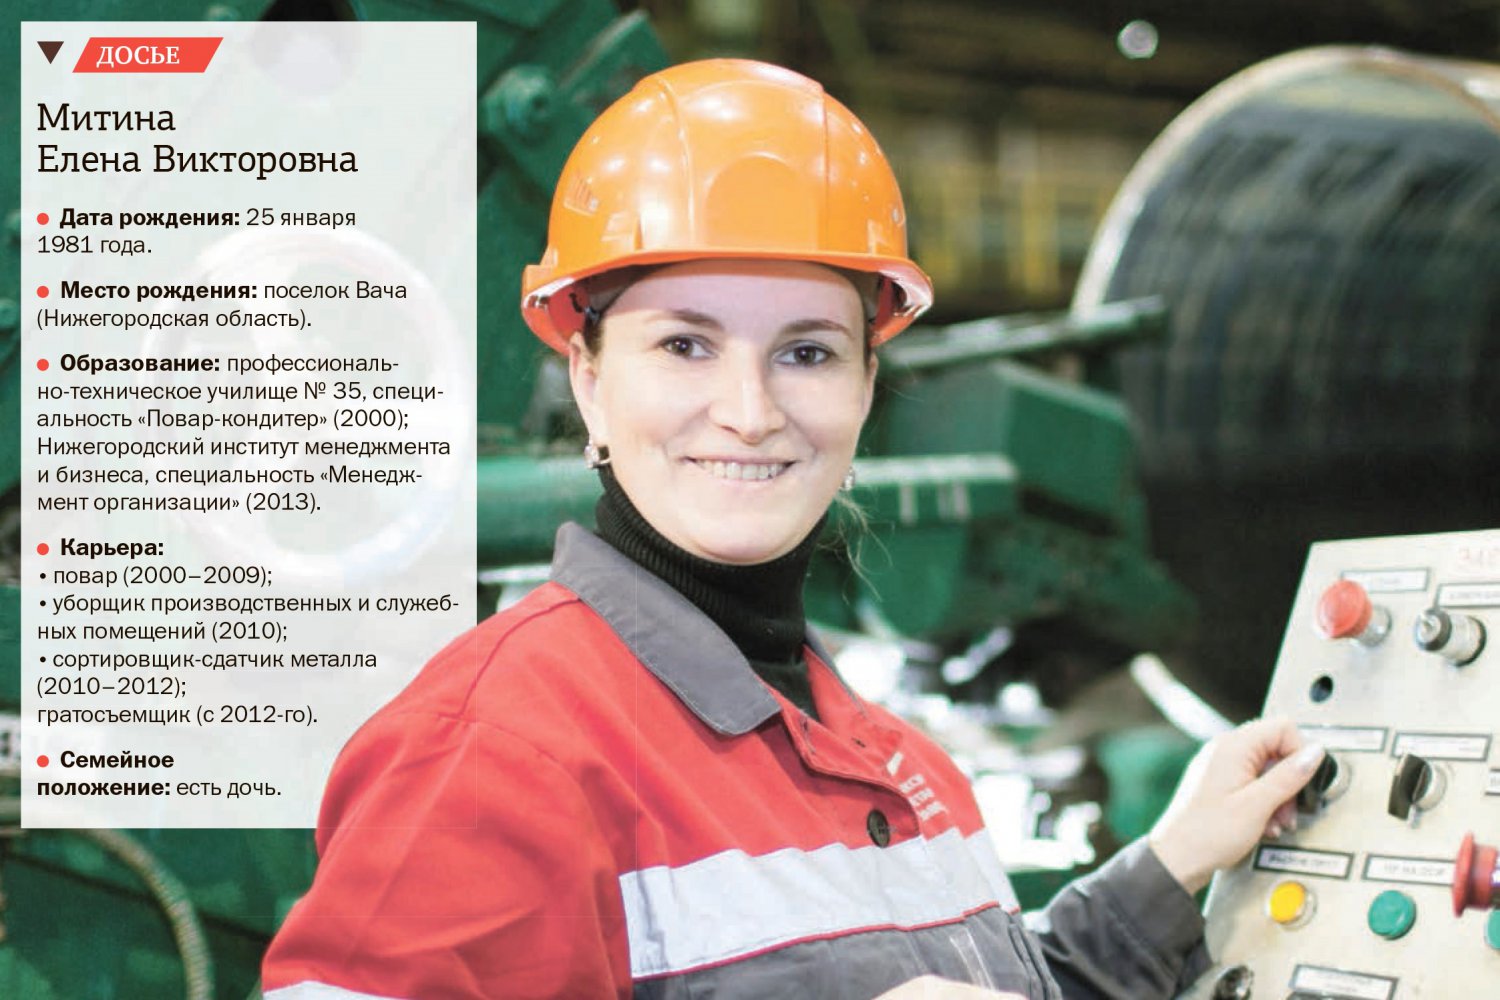 ДОСЬЕ
Митина
Елена Викторовна
● Дата рождения: 25 января
1981 года.
● Место рождения: поселок Вача
(Нижегородская область).
● Образование: профессиональ-
но-техническое училище № 35, специ-
альность «Повар-кондитер» (2000);
Нижегородский институт менеджмента
и бизнеса, специальность «Менедж-
мент организации» (2013).
● Карьера:
• повар (2000–2009);
• уборщик производственных и служеб-
ных помещений (2010);
• сортировщик-сдатчик металла
(2010–2012);
гратосъемщик (с 2012-го).
● Семейное
положение: есть дочь.